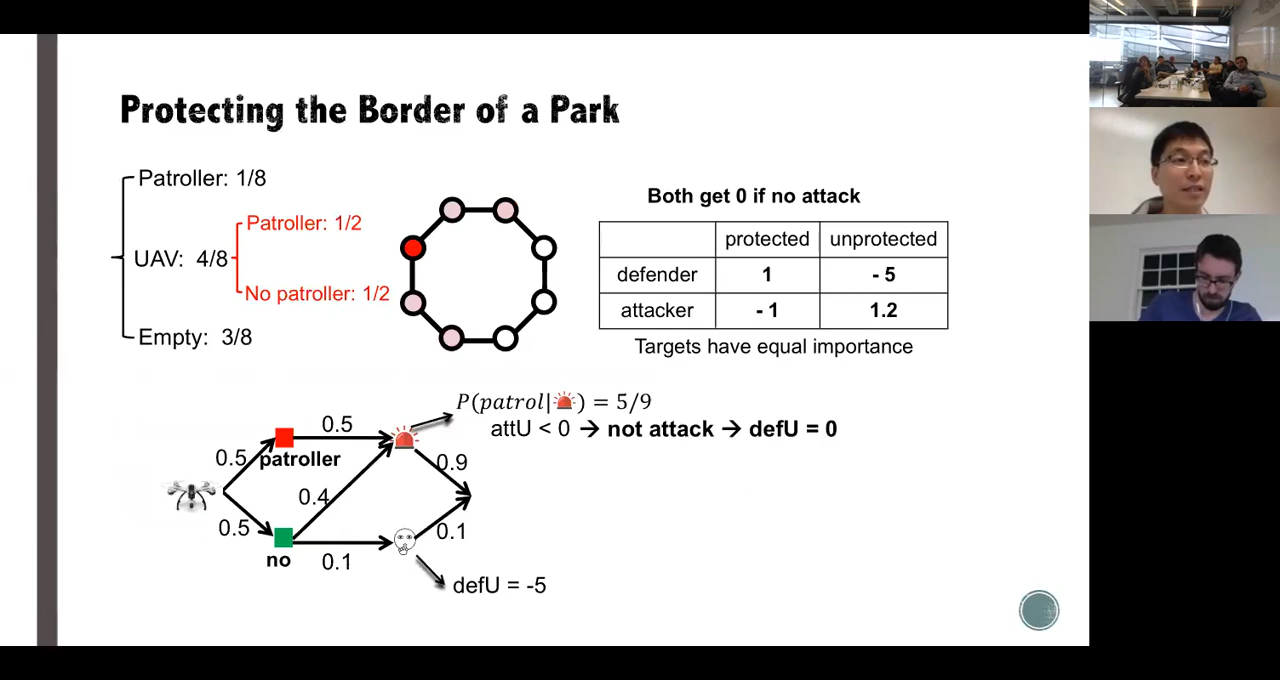 Protecting the Border of a Park
Patroller: 1/8
Patroller: 1/2
UAV: 4/8
No patroller: 1/2
Empty: 3/8
Both get 0 if no attack
protected unprotected
defender 1 - 5
attacker - 1 1.2
Targets have equal importance
P(patrol|🚨) = 5/9
attU < 0 → not attack → defU = 0
0.5
0.5
patroller
0.9
0.4
0.5
0.1
no
0.1
defU = -5